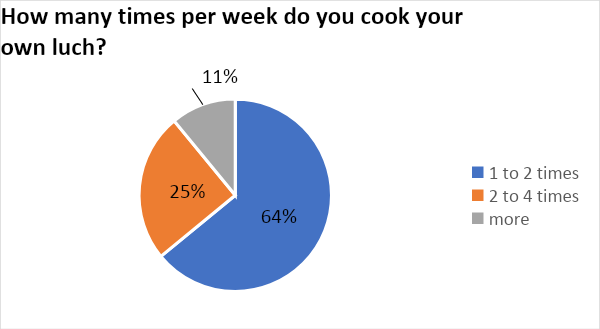 How many times per week do you cook your
own luch?
11%
25%
64%
1 to 2 times
2 to 4 times
more